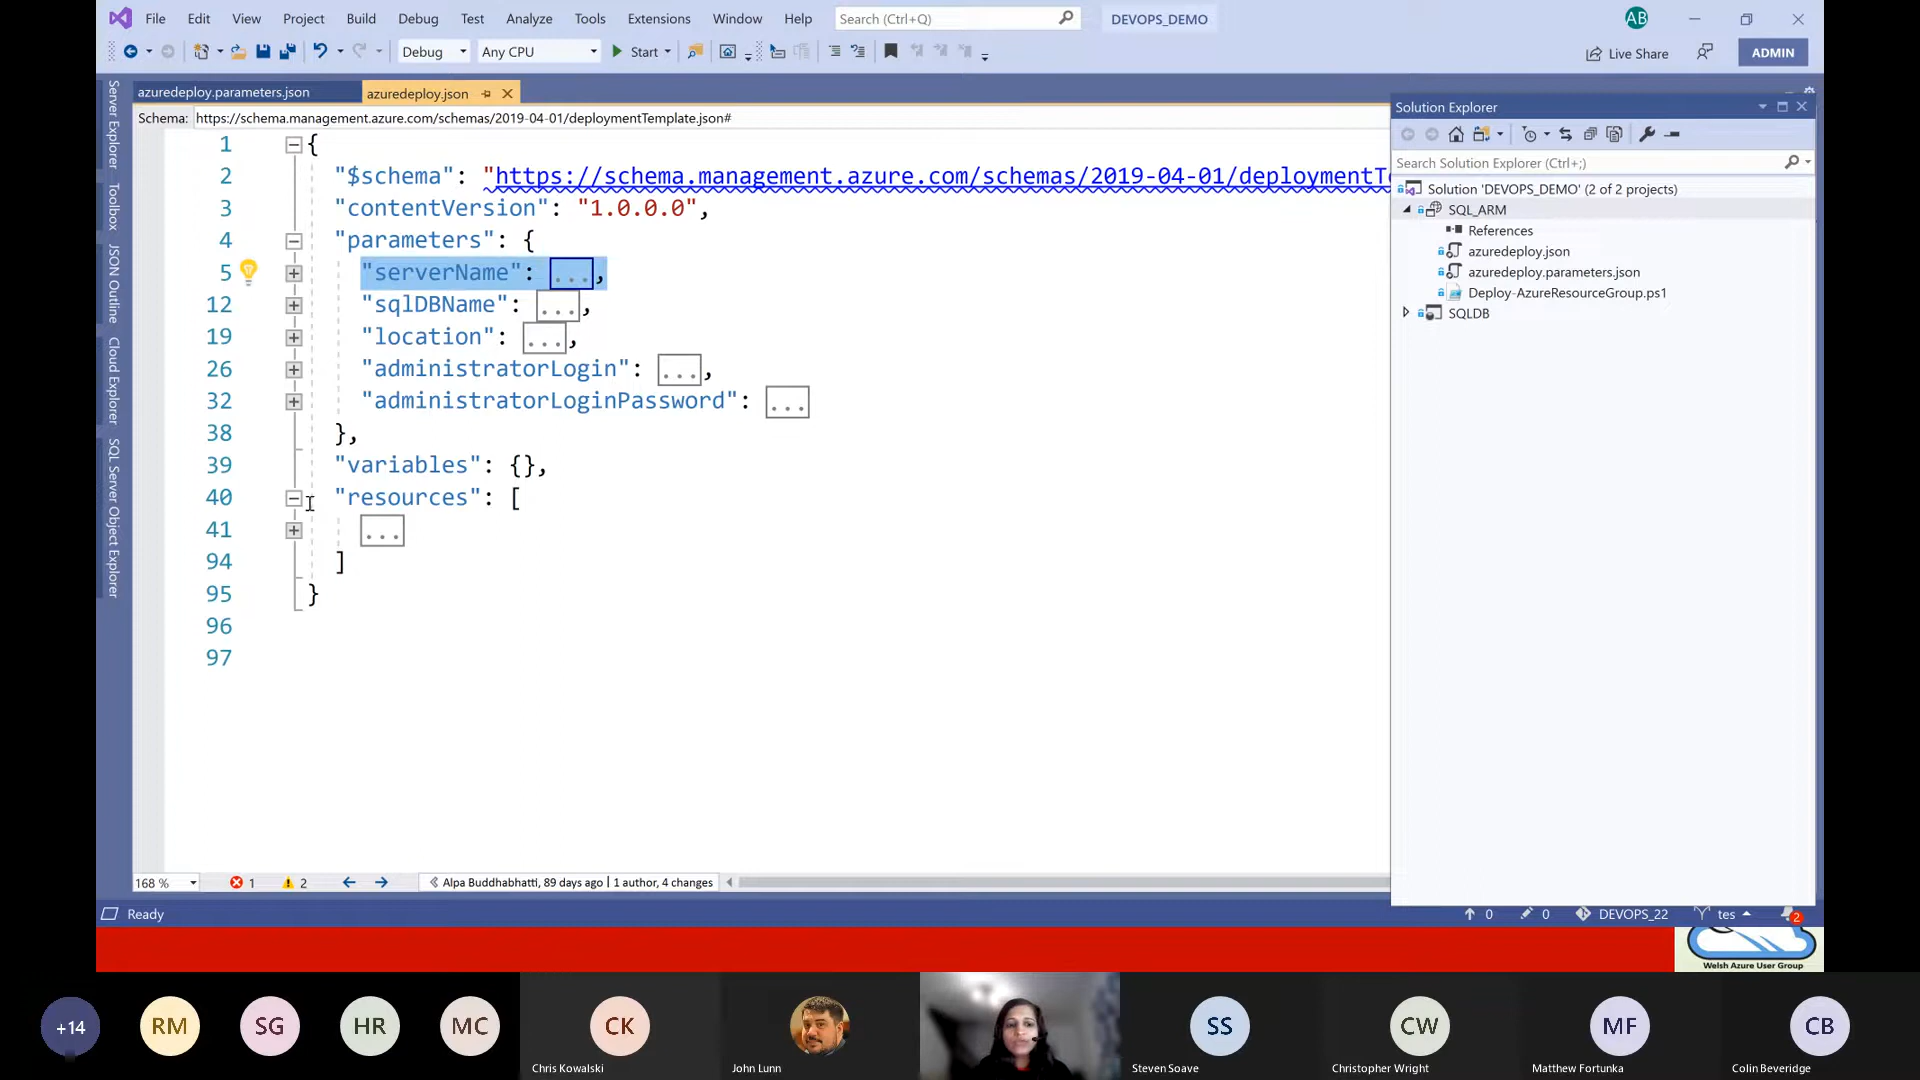 File Edit View Project Build Debug Test Analyze Tools Extensions Window Help Search (Ctrl+Q) DEVOPS_DEMO AB
Debug Any CPU Start Live Share ADMIN
azuredeploy.parameters.json azuredeploy.json
Schema: https://schema.management.azure.com/schemas/2019-04-01/deploymentTemplate.json#
Server Explorer
Toolbox
JSON Outline
Cloud Explorer
SQL Server Object Explorer
1 {
2 "$schema": "https://schema.management.azure.com/schemas/2019-04-01/deploymentT
3 "contentVersion": "1.0.0.0",
4 "parameters": {
5 "serverName": ...,
12 "sqlDBName": ...,
19 "location": ...,
26 "administratorLogin": ...,
32 "administratorLoginPassword": ...
38 },
39 "variables": {},
40 "resources": [
41 ...
94 ]
95 }
96
97
168 % 1 2 Alpa Buddhabhatti, 89 days ago | 1 author, 4 changes
Solution Explorer
Search Solution Explorer (Ctrl+;)
Solution 'DEVOPS_DEMO' (2 of 2 projects)
SQL_ARM
References
azuredeploy.json
azuredeploy.parameters.json
Deploy-AzureResourceGroup.ps1
SQLDB
Ready 0 0 DEVOPS_22 tes 2
Welsh Azure User Group
+14 RM SG HR MC CK SS CW MF CB
Chris Kowalski John Lunn Steven Soave Christopher Wright Matthew Fortunka Colin Beveridge